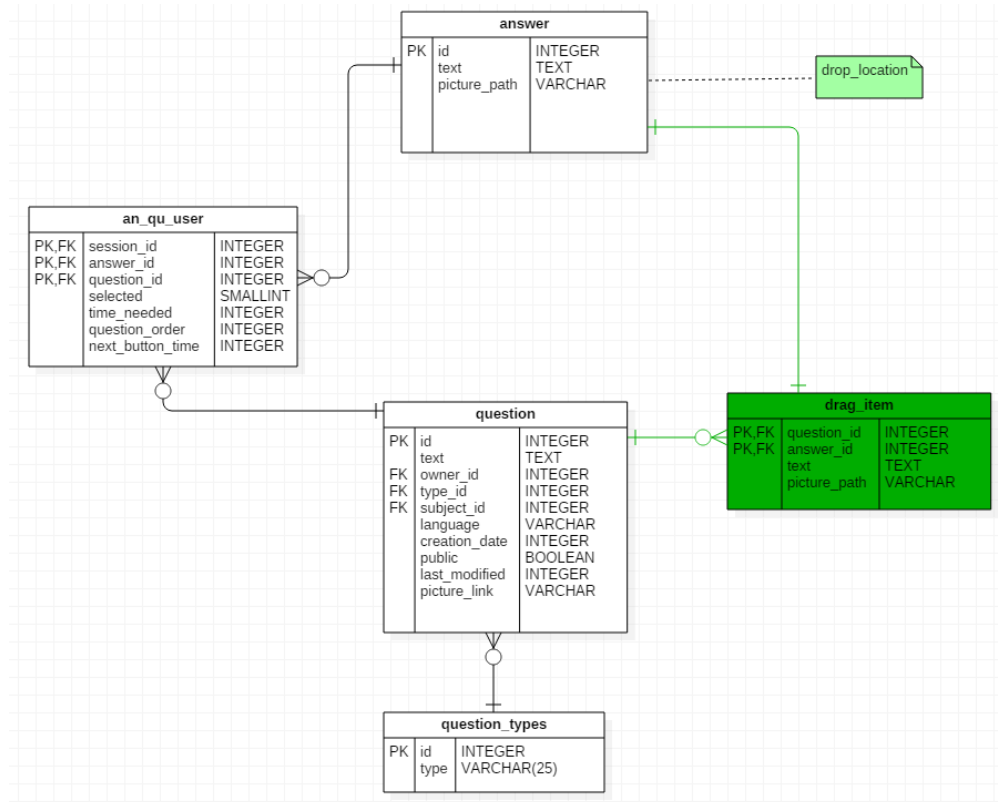 answer
PK id INTEGER
text TEXT
picture_path VARCHAR
drop_location
an_qu_user
PK,FK session_id INTEGER
PK,FK answer_id INTEGER
PK,FK question_id INTEGER
selected SMALLINT
time_needed INTEGER
question_order INTEGER
next_button_time INTEGER
question
PK id INTEGER
text TEXT
FK owner_id INTEGER
FK type_id INTEGER
FK subject_id INTEGER
language VARCHAR
creation_date INTEGER
public BOOLEAN
last_modified INTEGER
picture_link VARCHAR
drag_item
PK,FK question_id INTEGER
PK,FK answer_id INTEGER
text TEXT
picture_path VARCHAR
question_types
PK id INTEGER
type VARCHAR(25)